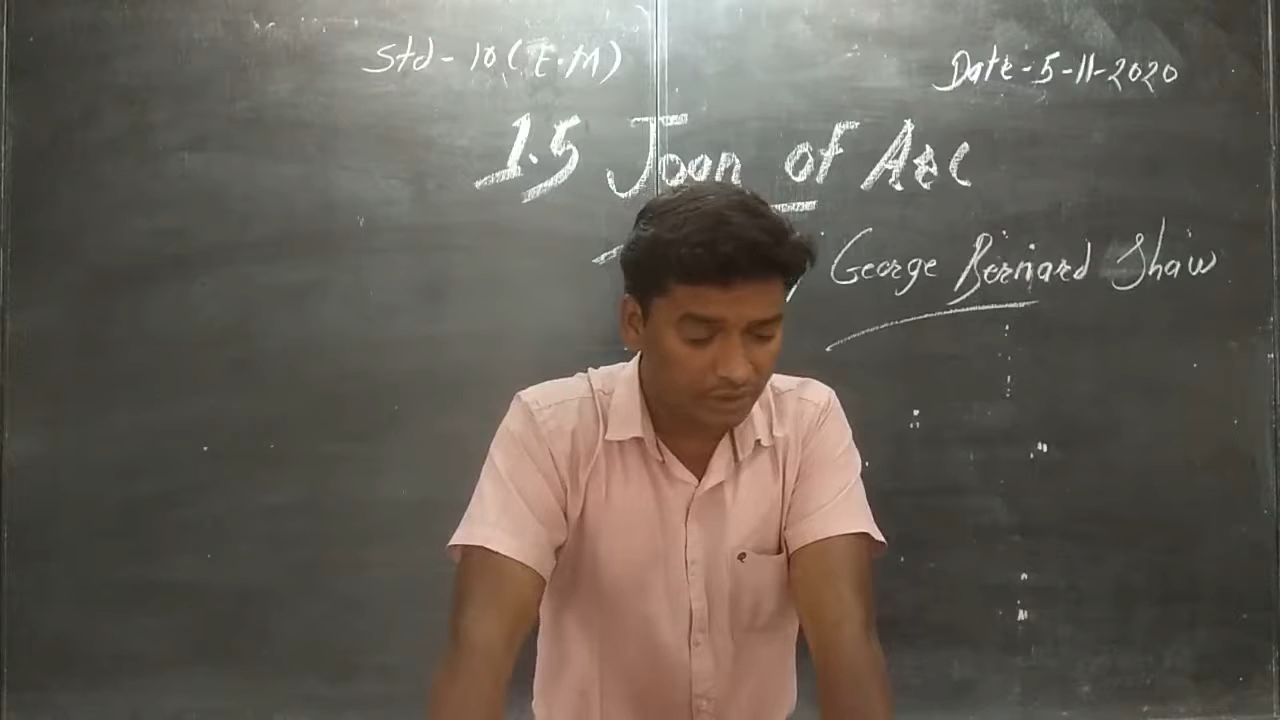 Std - 10 (E.M)
Date - 5-11-2020
1.5 Joan of Arc
George Bernard Shaw